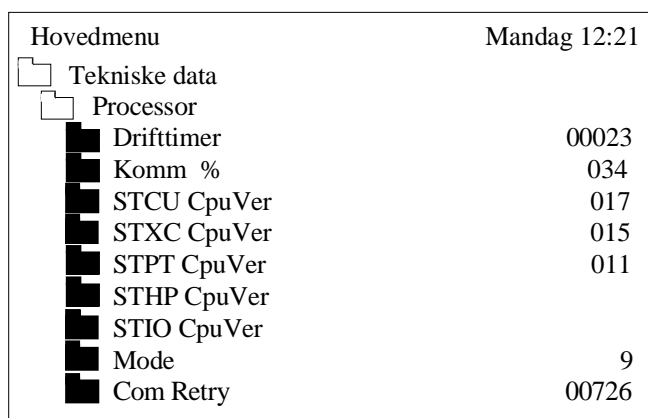 Hovedmenu Mandag 12:21
Tekniske data
Processor
Drifttimer 00023
Komm % 034
STCU CpuVer 017
STXC CpuVer 015
STPT CpuVer 011
STHP CpuVer
STIO CpuVer
Mode 9
Com Retry 00726